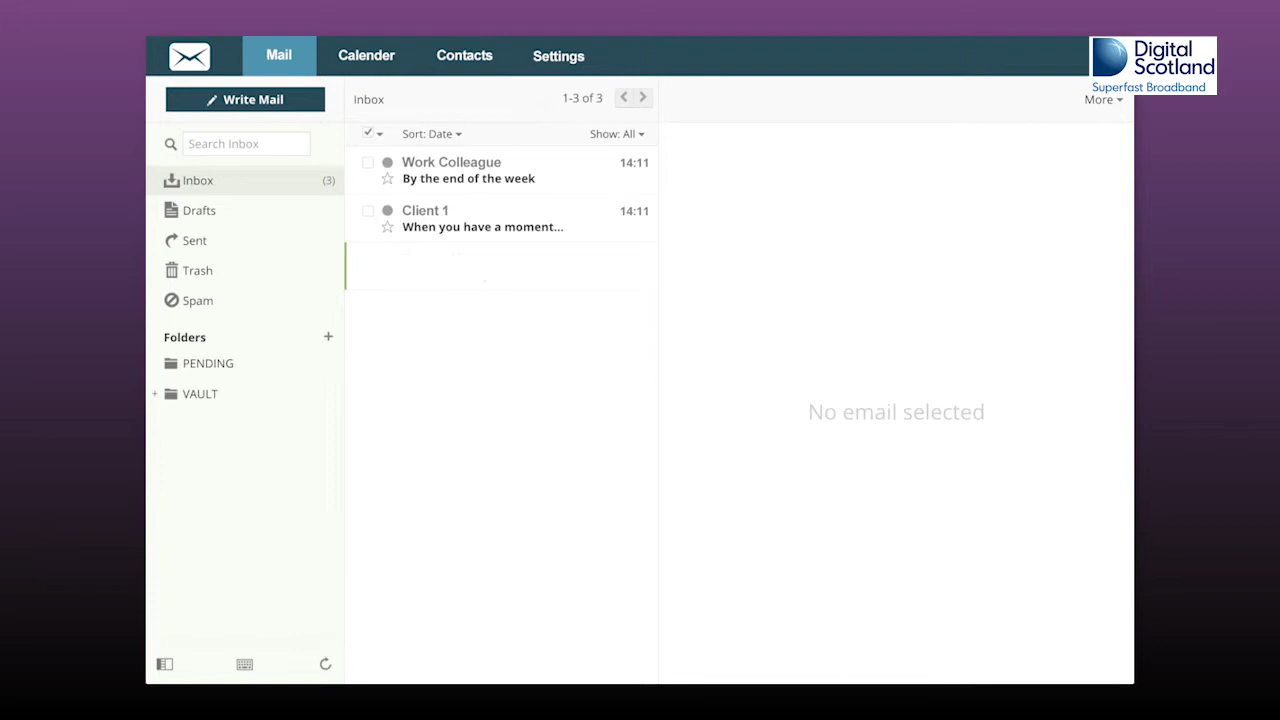 Mail
Calender
Contacts
Settings
Digital
Scotland
Superfast Broadband
Write Mail
Inbox
1-3 of 3
More
Search Inbox
Sort: Date
Show: All
Inbox (3)
Drafts
Sent
Trash
Spam
Folders
PENDING
VAULT
Work Colleague 14:11
By the end of the week
Client 1 14:11
When you have a moment...
No email selected